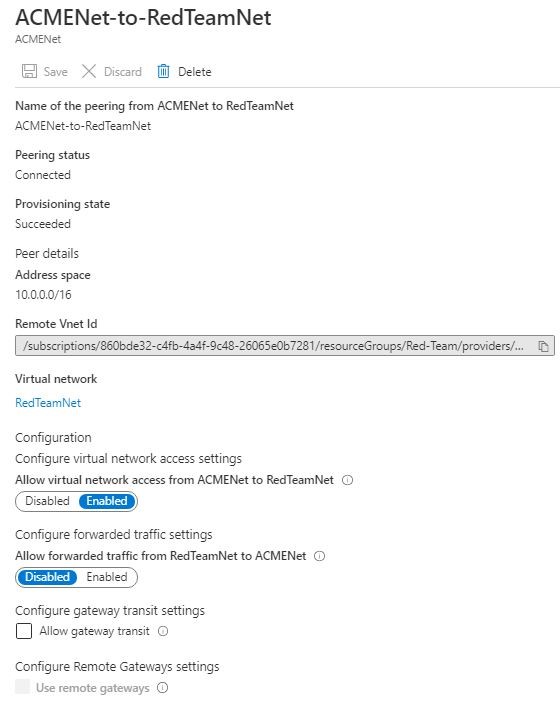 ACMENet-to-RedTeamNet
ACMENet
Save Discard Delete
Name of the peering from ACMENet to RedTeamNet
ACMENet-to-RedTeamNet
Peering status
Connected
Provisioning state
Succeeded
Peer details
Address space
10.0.0.0/16
Remote Vnet Id
/subscriptions/860bde32-c4fb-4a4f-9c48-26065e0b7281/resourceGroups/Red-Team/providers/...
Virtual network
RedTeamNet
Configuration
Configure virtual network access settings
Allow virtual network access from ACMENet to RedTeamNet
Disabled Enabled
Configure forwarded traffic settings
Allow forwarded traffic from RedTeamNet to ACMENet
Disabled Enabled
Configure gateway transit settings
Allow gateway transit
Configure Remote Gateways settings
Use remote gateways